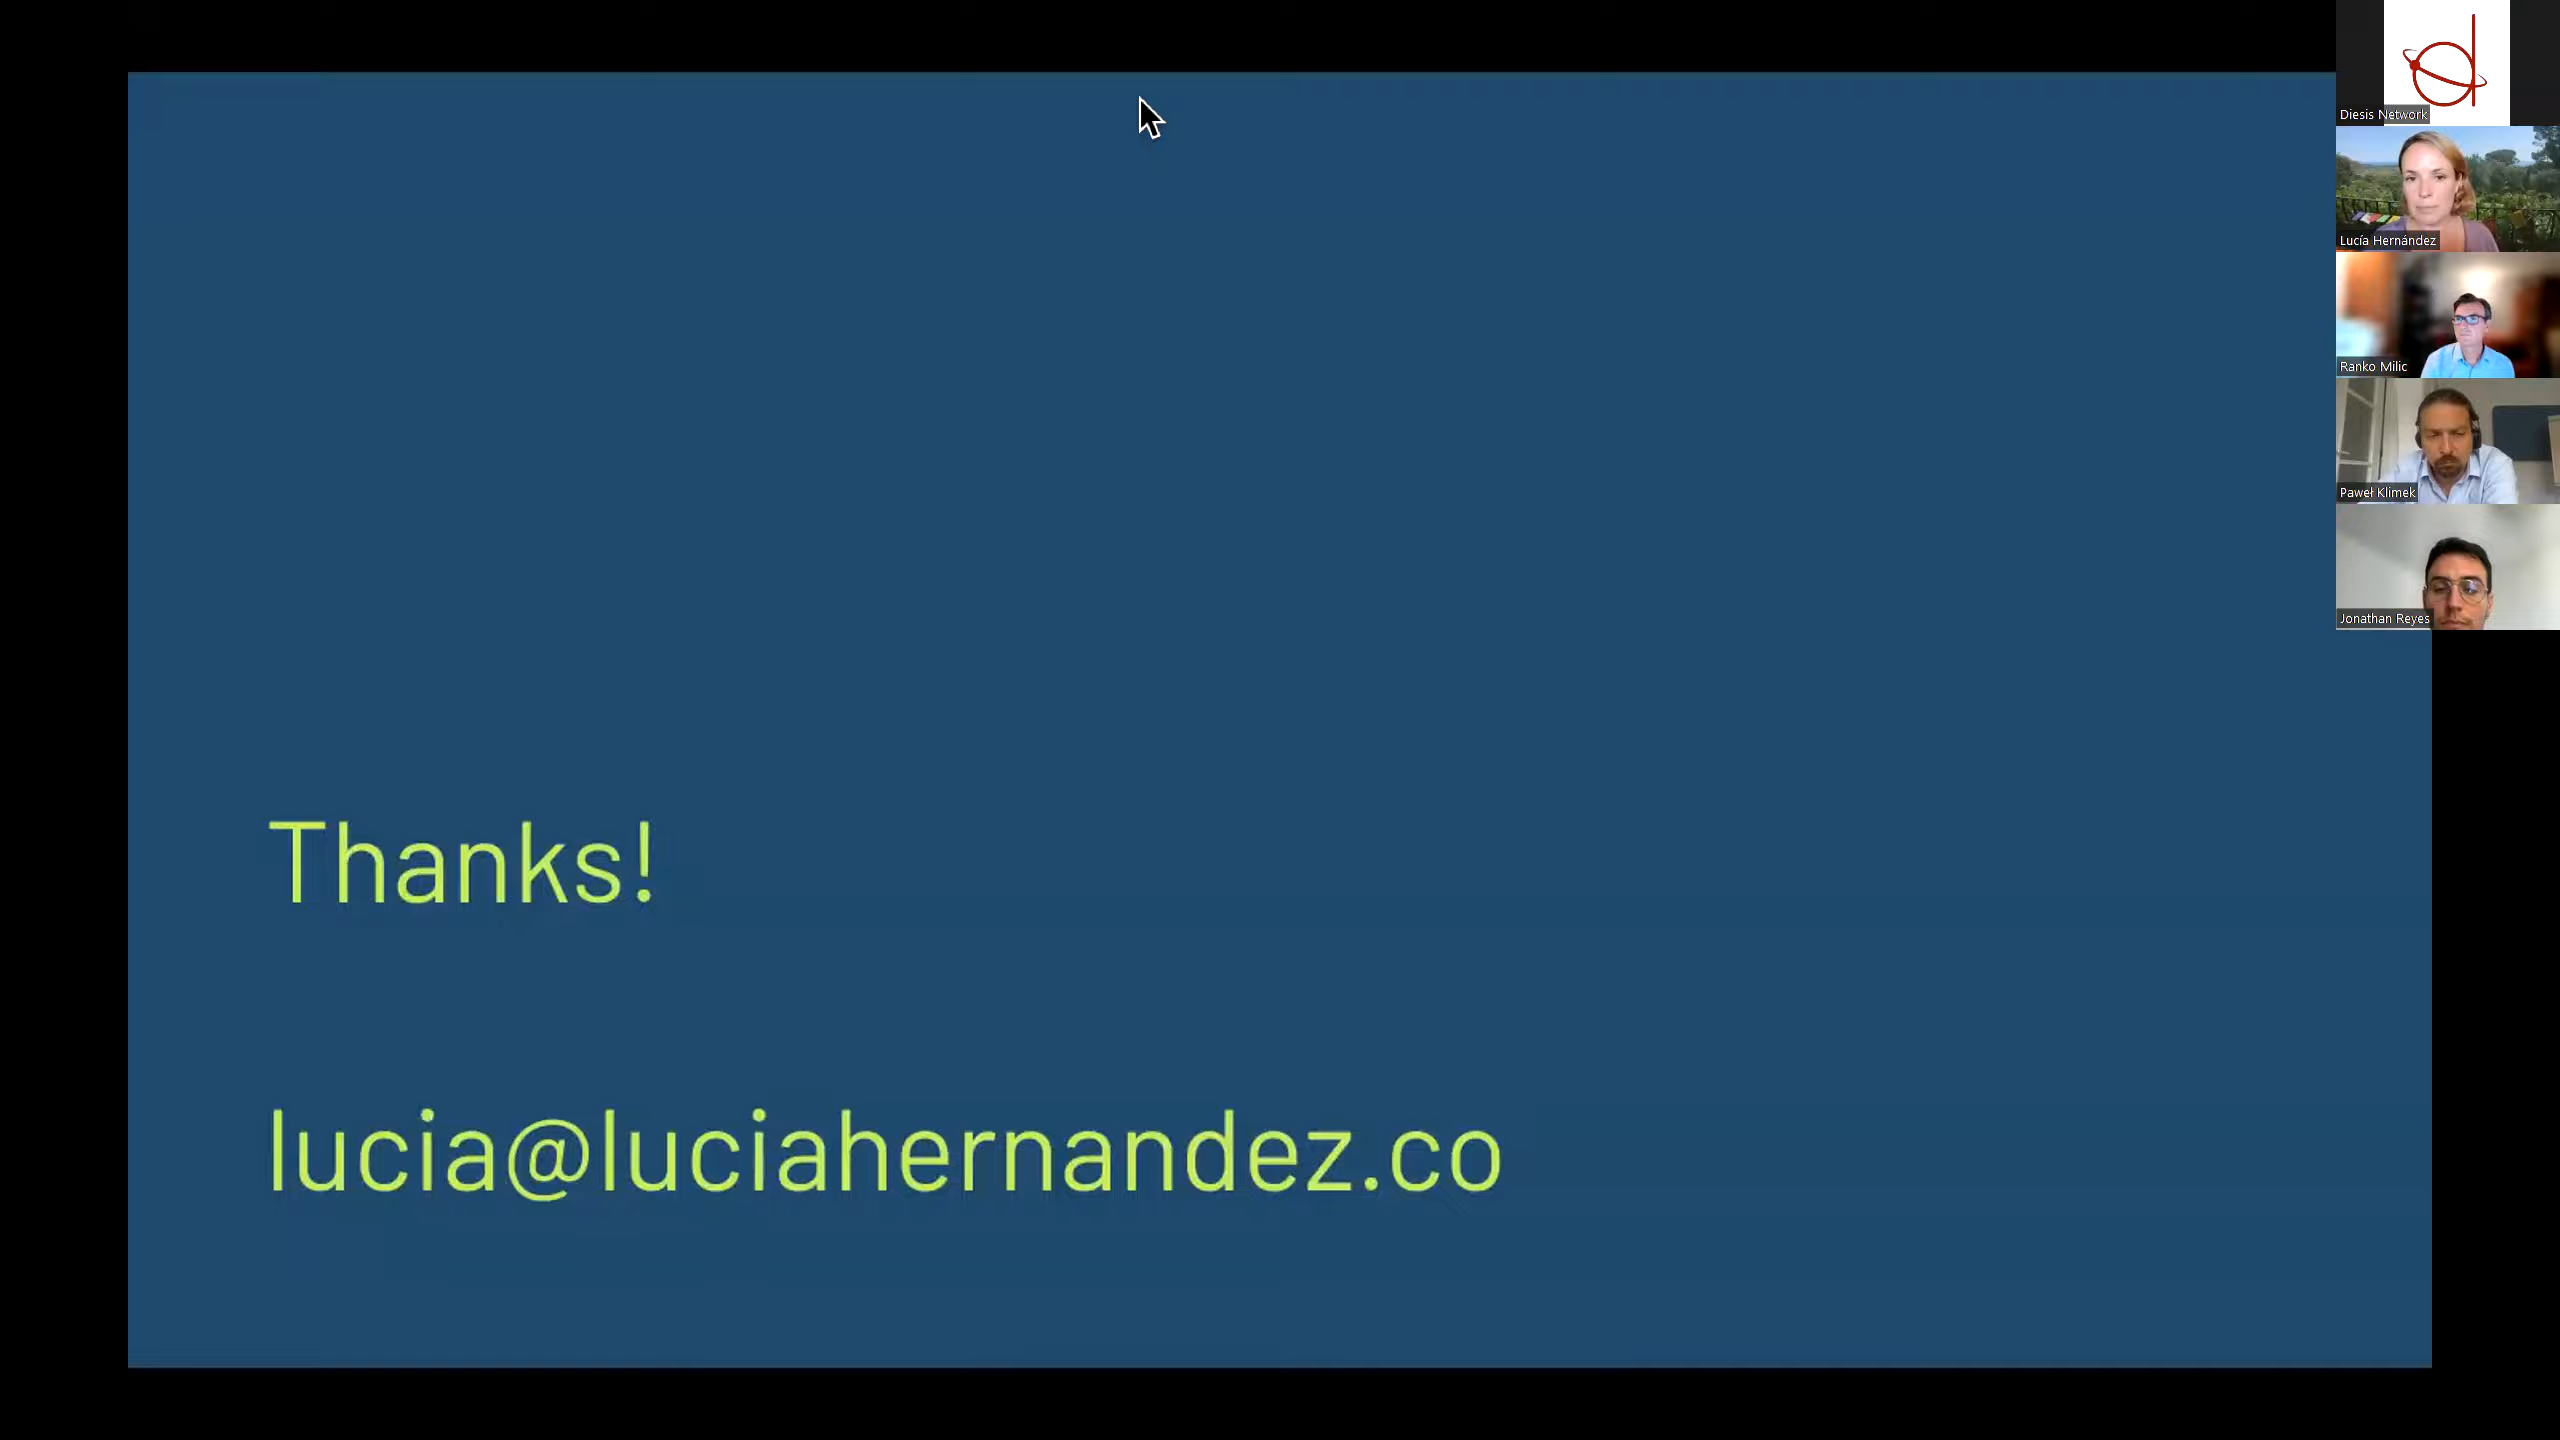 Diesis Network
Lucía Hernández
Ranko Milic
Paweł Klimek
Jonathan Reyes
Thanks!
lucia@luciahernandez.co